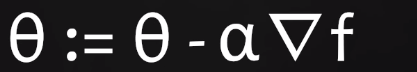 θ := θ - α∇f